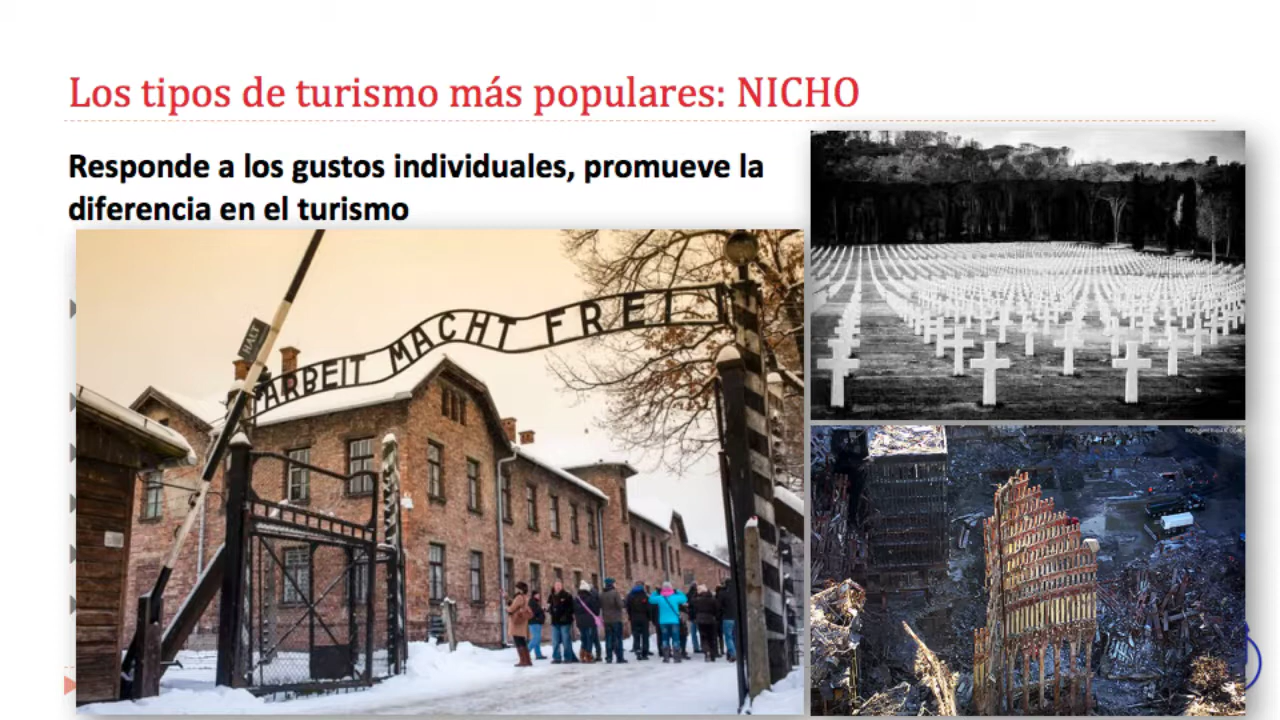 Los tipos de turismo más populares: NICHO
Responde a los gustos individuales, promueve la
diferencia en el turismo
HALT
ARBEIT MACHT FREI